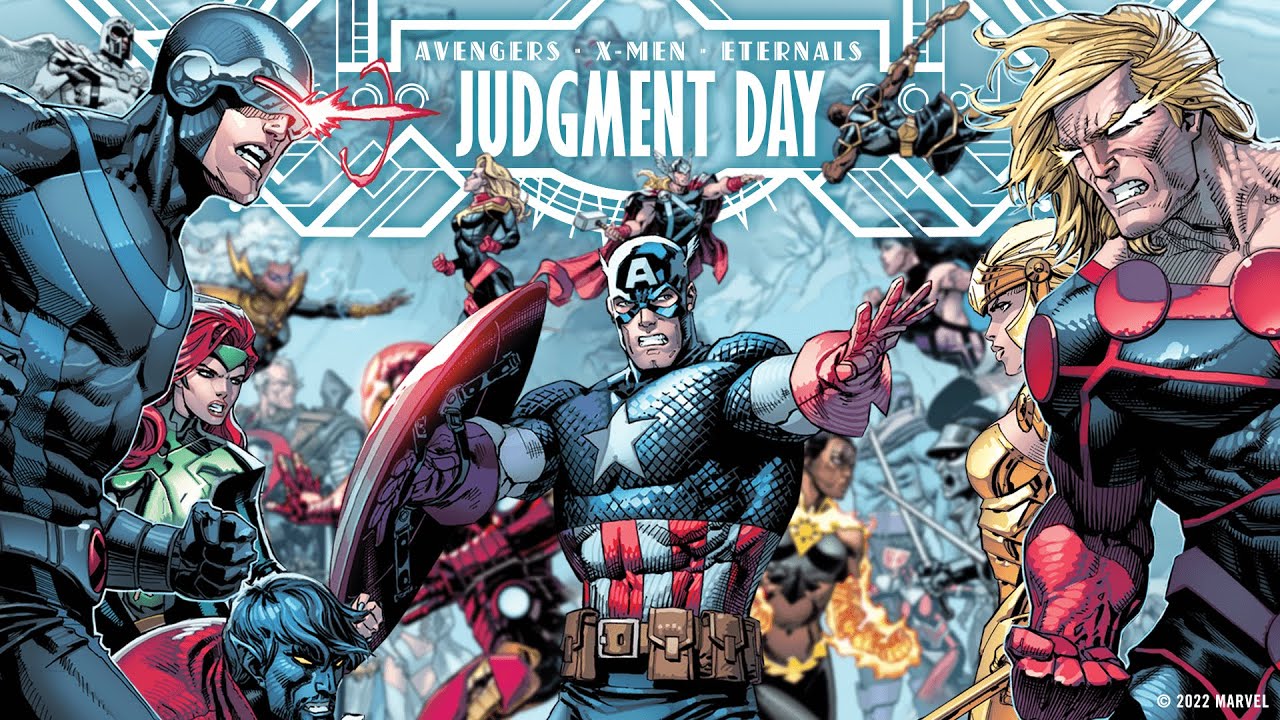 AVENGERS · X-MEN · ETERNALS
JUDGMENT DAY
A
© 2022 MARVEL